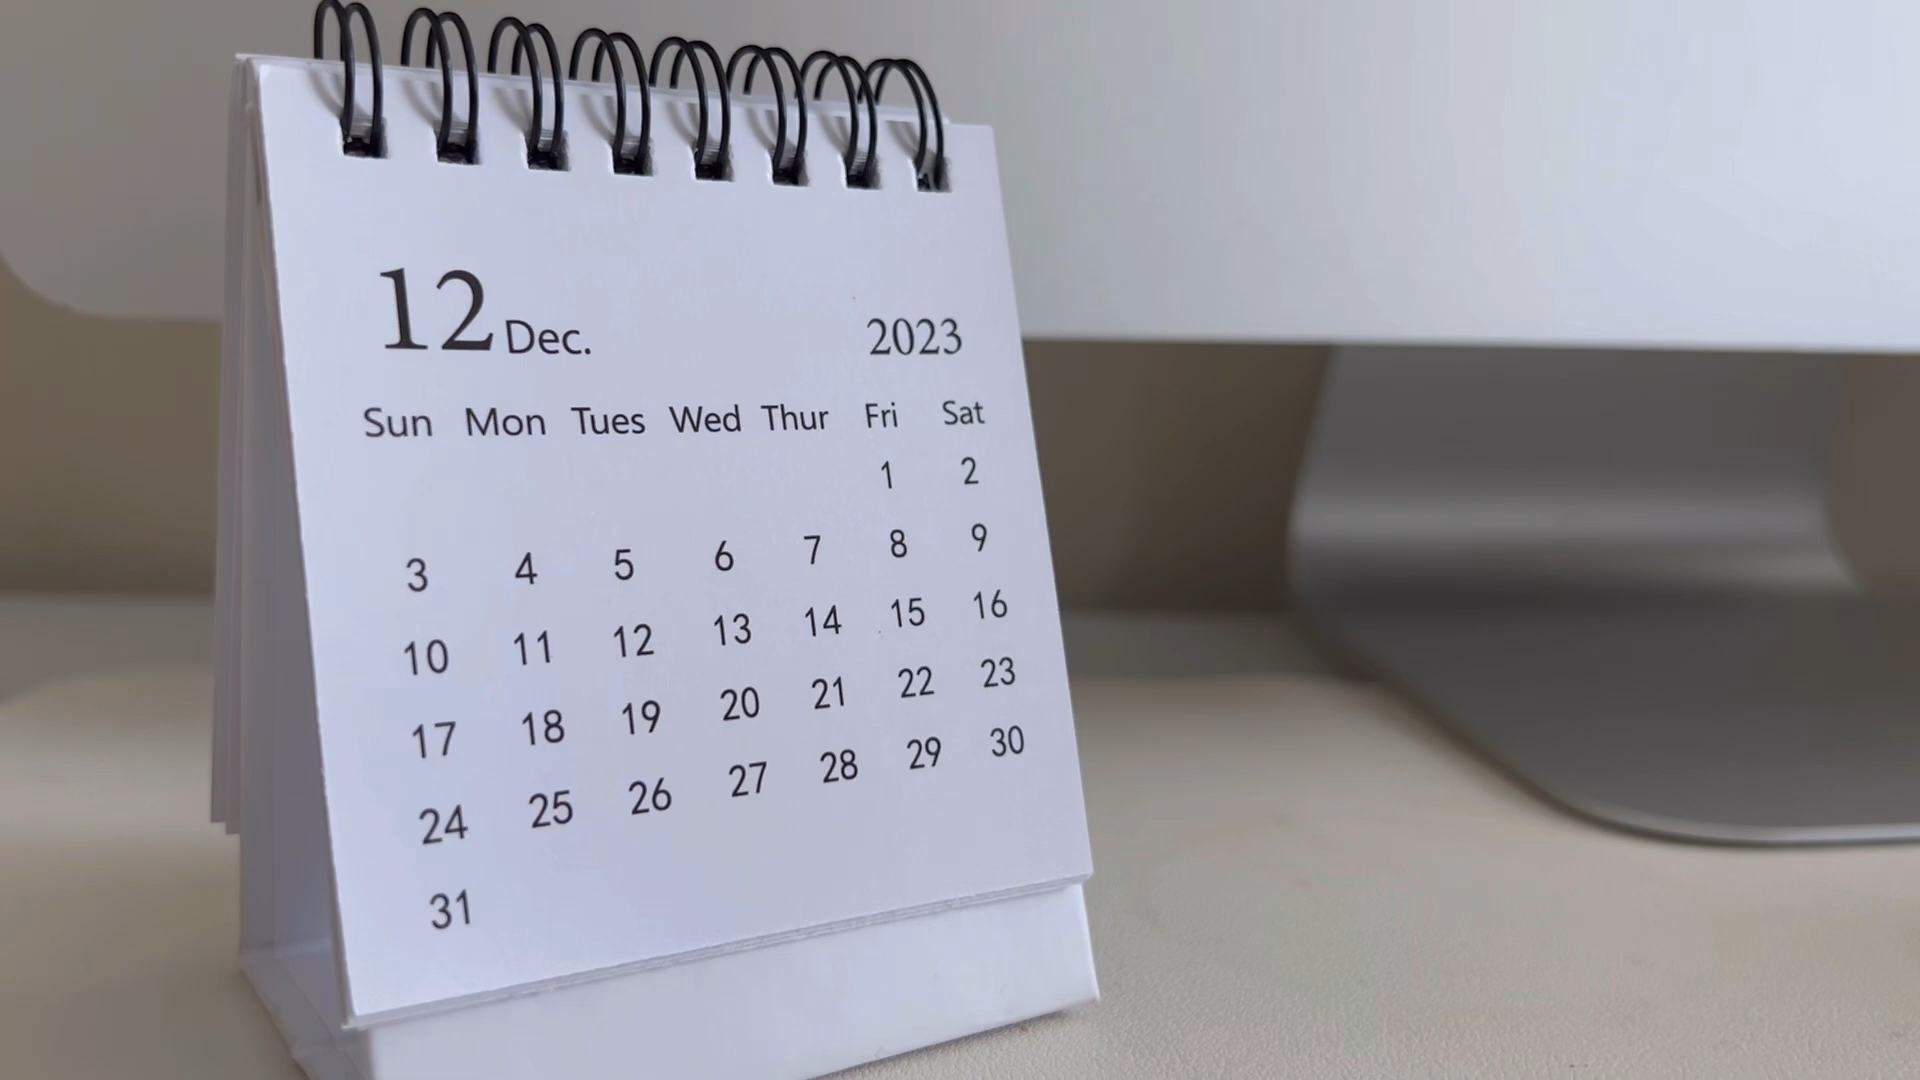 12 Dec. 2023
Sun Mon Tues Wed Thur Fri Sat
1 2
3 4 5 6 7 8 9
10 11 12 13 14 15 16
17 18 19 20 21 22 23
24 25 26 27 28 29 30
31